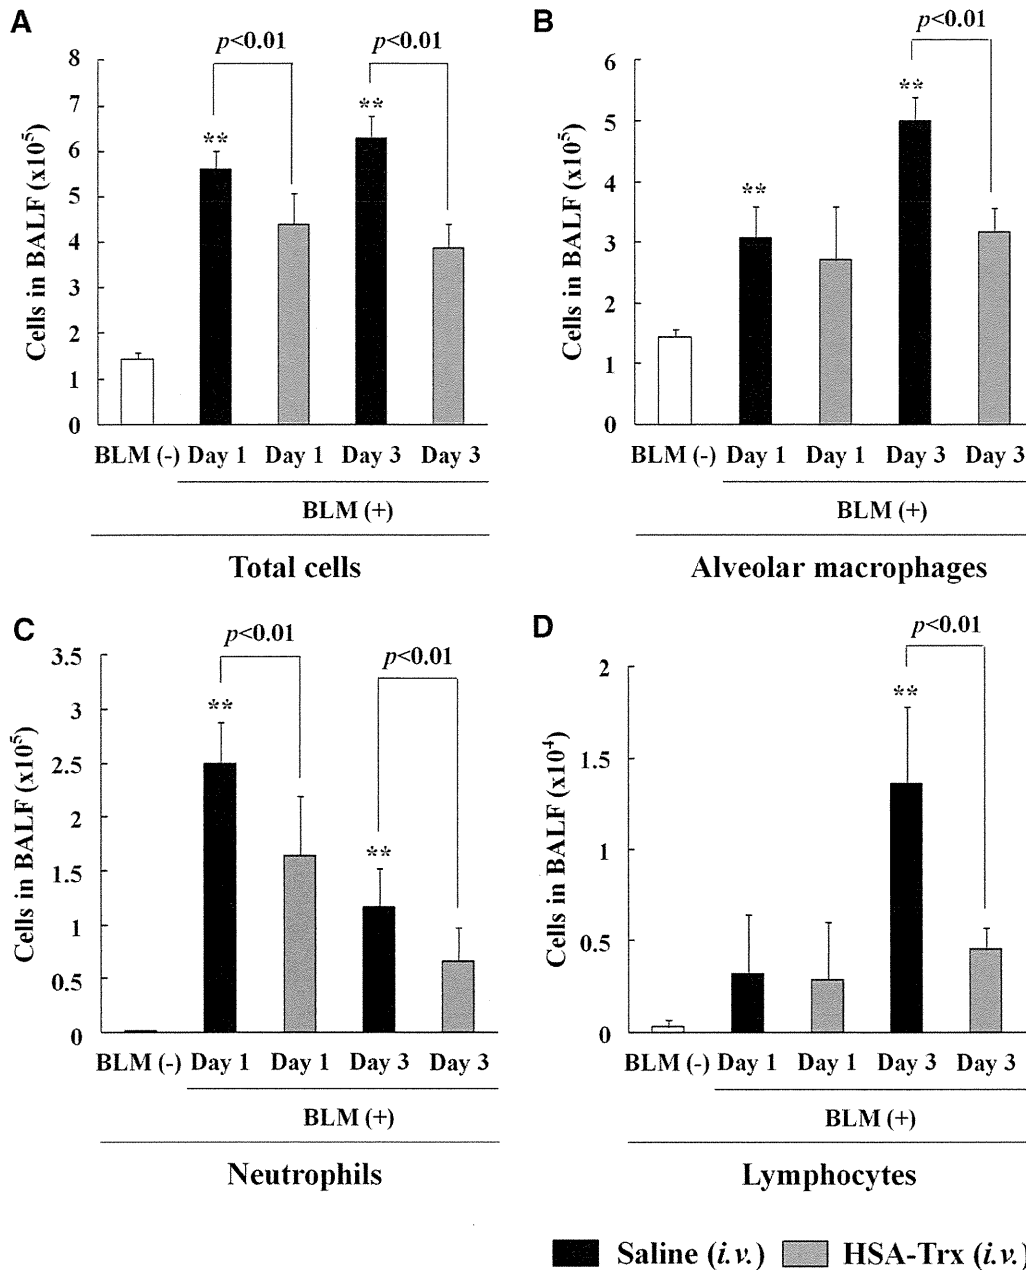 A
p<0.01
p<0.01
Cells in BALF (x10⁵)
8
7
6
5
4
3
2
1
0
**
**
BLM (-) Day 1 Day 1 Day 3 Day 3
BLM (+)
Total cells
B
p<0.01
Cells in BALF (x10⁵)
6
5
4
3
2
1
0
**
**
BLM (-) Day 1 Day 1 Day 3 Day 3
BLM (+)
Alveolar macrophages
C
p<0.01
p<0.01
Cells in BALF (x10⁵)
3.5
3
2.5
2
1.5
1
0.5
0
**
**
BLM (-) Day 1 Day 1 Day 3 Day 3
BLM (+)
Neutrophils
D
p<0.01
Cells in BALF (x10⁴)
2
1.5
1
0.5
0
**
BLM (-) Day 1 Day 1 Day 3 Day 3
BLM (+)
Lymphocytes
Saline (i.v.) HSA-Trx (i.v.)